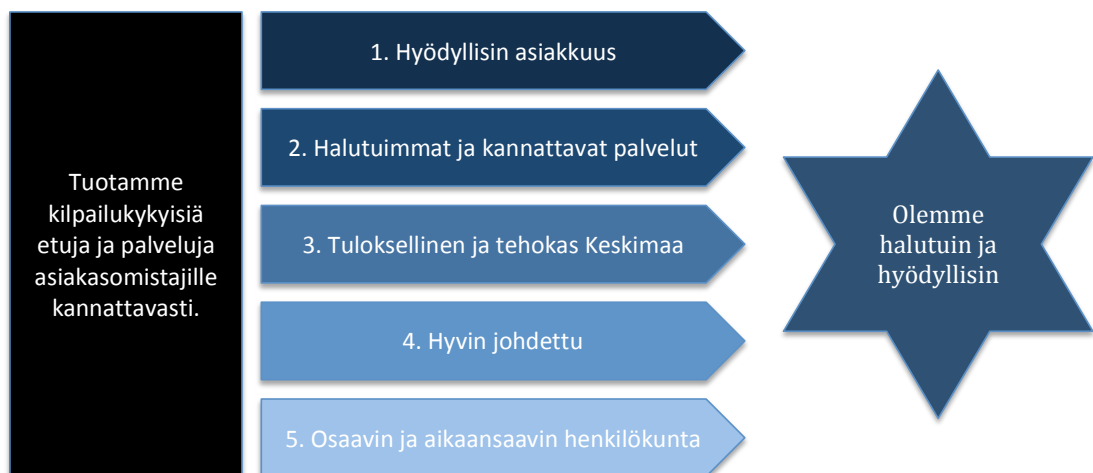 Tuotamme
kilpailukykyisiä
etuja ja palveluja
asiakasomistajille
kannattavasti.
1. Hyödyllisin asiakkuus
2. Halutuimmat ja kannattavat palvelut
3. Tuloksellinen ja tehokas Keskimaa
4. Hyvin johdettu
5. Osaavin ja aikaansaavin henkilökunta
Olemme
halutuin ja
hyödyllisin